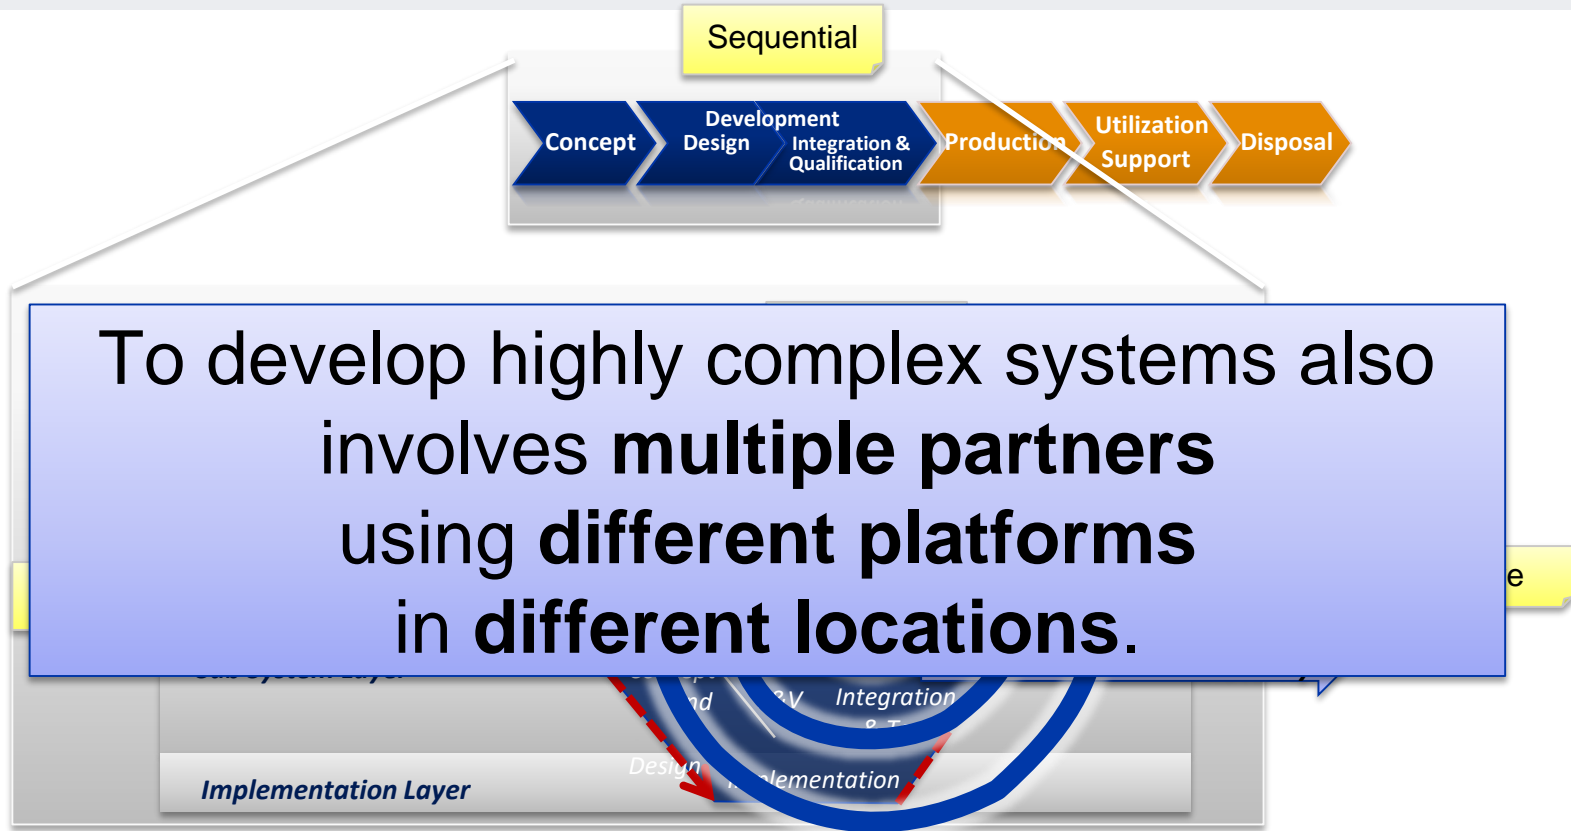 Sequential
Development
Concept
Design
Integration &
Qualification
Production
Utilization
Support
Disposal
To develop highly complex systems also
involves multiple partners
using different platforms
in different locations.
e
Integration
Design
Implementation Layer